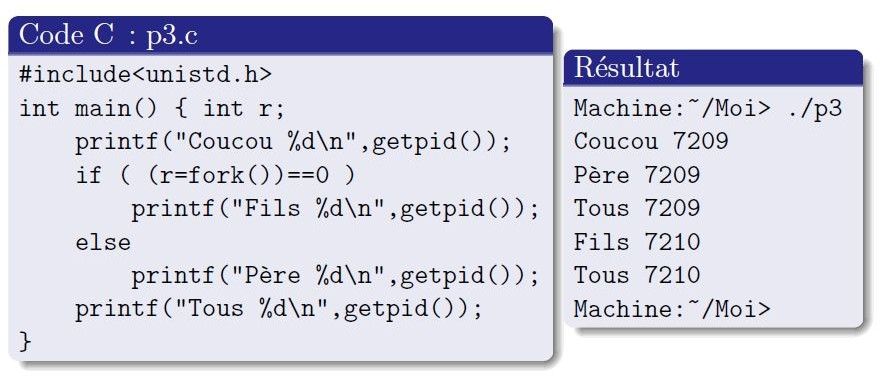 Code C : p3.c
#include<unistd.h>
int main() { int r;
    printf("Coucou %d\n",getpid());
    if ( (r=fork())==0 )
        printf("Fils %d\n",getpid());
    else
        printf("Père %d\n",getpid());
    printf("Tous %d\n",getpid());
}
Résultat
Machine:~/Moi> ./p3
Coucou 7209
Père 7209
Tous 7209
Fils 7210
Tous 7210
Machine:~/Moi>